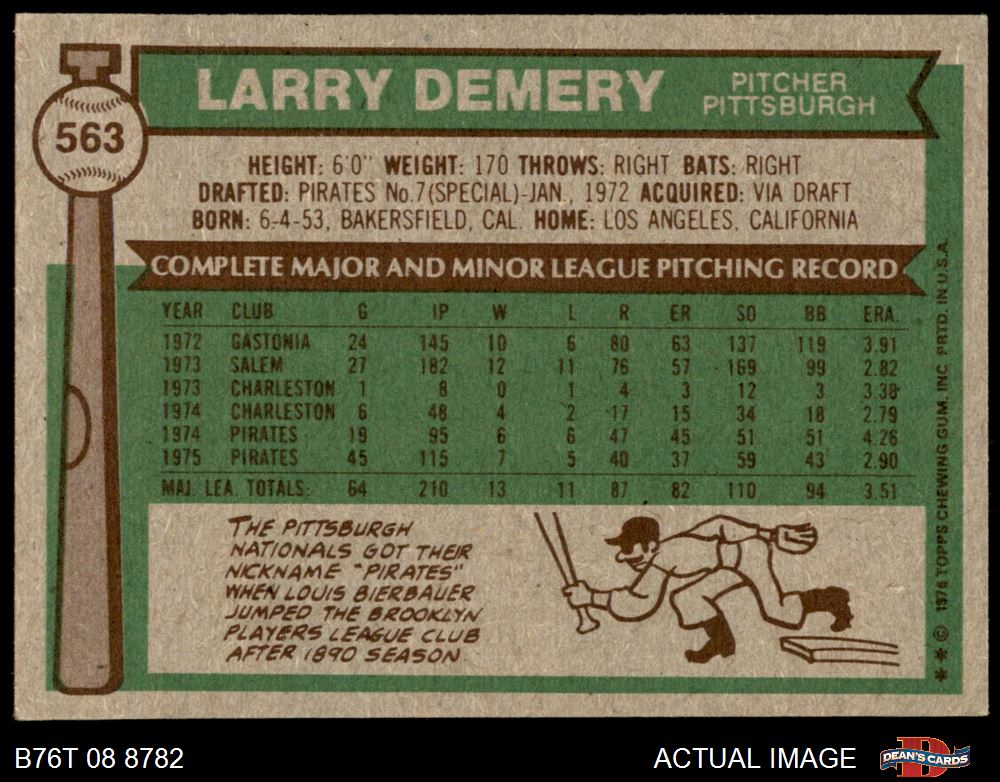 563
LARRY DEMERY
PITCHER
PITTSBURGH
HEIGHT: 6'0" WEIGHT: 170 THROWS: RIGHT BATS: RIGHT
DRAFTED: PIRATES No.7(SPECIAL)-JAN., 1972 ACQUIRED: VIA DRAFT
BORN: 6-4-53, BAKERSFIELD, CAL. HOME: LOS ANGELES, CALIFORNIA
COMPLETE MAJOR AND MINOR LEAGUE PITCHING RECORD
YEAR CLUB G IP W L R ER SO BB ERA.
1972 GASTONIA 24 145 10 6 80 63 137 119 3.91
1973 SALEM 27 182 12 11 76 57 169 99 2.82
1973 CHARLESTON 1 8 0 1 4 3 12 3 3.38
1974 CHARLESTON 6 48 4 2 17 15 34 18 2.79
1974 PIRATES 19 95 6 6 47 45 51 51 4.26
1975 PIRATES 45 115 7 5 40 37 59 43 2.90
MAJ. LEA. TOTALS: 64 210 13 11 87 82 110 94 3.51
THE PITTSBURGH
NATIONALS GOT THEIR
NICKNAME "PIRATES"
WHEN LOUIS BIERBAUER
JUMPED THE BROOKLYN
PLAYERS LEAGUE CLUB
AFTER 1890 SEASON.
** © 1976 TOPPS CHEWING GUM, INC PRTD. IN U.S.A.
B76T 08 8782
ACTUAL IMAGE
D
DEAN'S CARDS